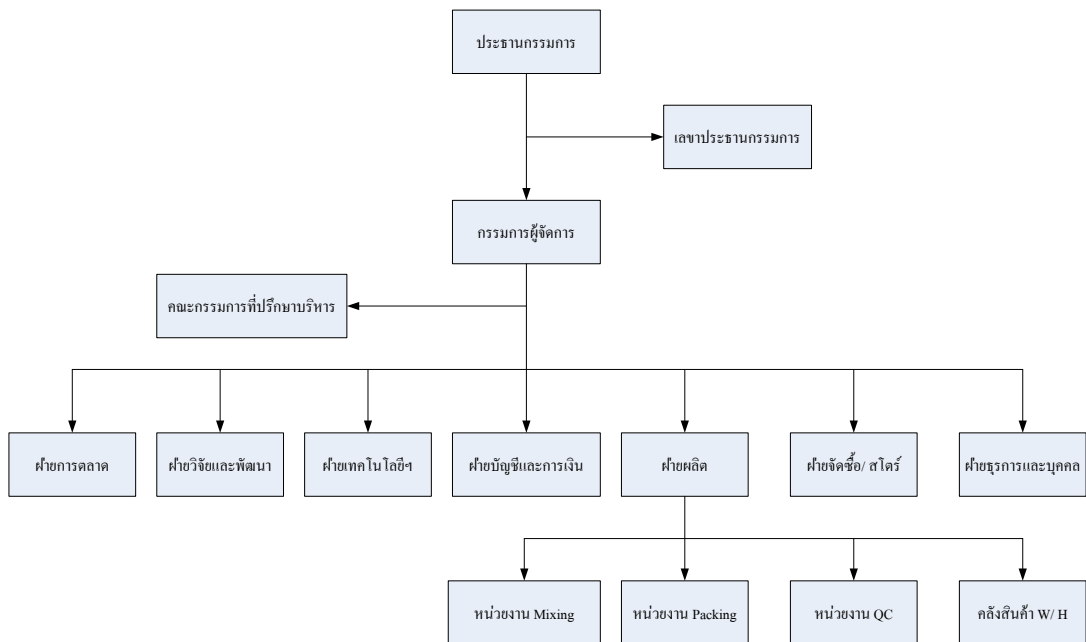 ประธานกรรมการ
เลขาประธานกรรมการ
กรรมการผู้จัดการ
คณะกรรมการที่ปรึกษาบริหาร
ฝ่ายการตลาด
ฝ่ายวิจัยและพัฒนา
ฝ่ายเทคโนโลยีฯ
ฝ่ายบัญชีและการเงิน
ฝ่ายผลิต
ฝ่ายจัดซื้อ/ สโตร์
ฝ่ายธุรการและบุคคล
หน่วยงาน Mixing
หน่วยงาน Packing
หน่วยงาน QC
คลังสินค้า W/ H